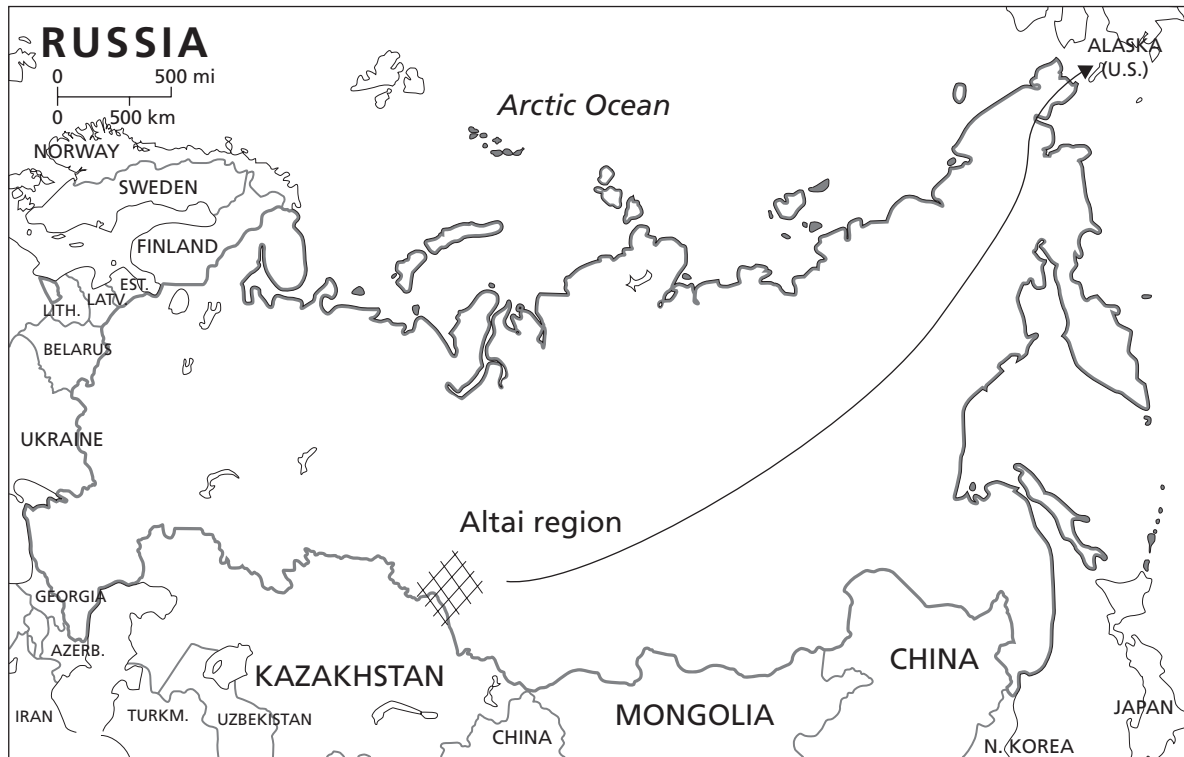 RUSSIA
0 500 mi
0 500 km
Arctic Ocean
ALASKA
(U.S.)
NORWAY
SWEDEN
FINLAND
EST.
LATV.
LITH.
BELARUS
UKRAINE
Altai region
GEORGIA
AZERB.
KAZAKHSTAN
CHINA
MONGOLIA
IRAN
TURKM.
UZBEKISTAN
CHINA
JAPAN
N. KOREA